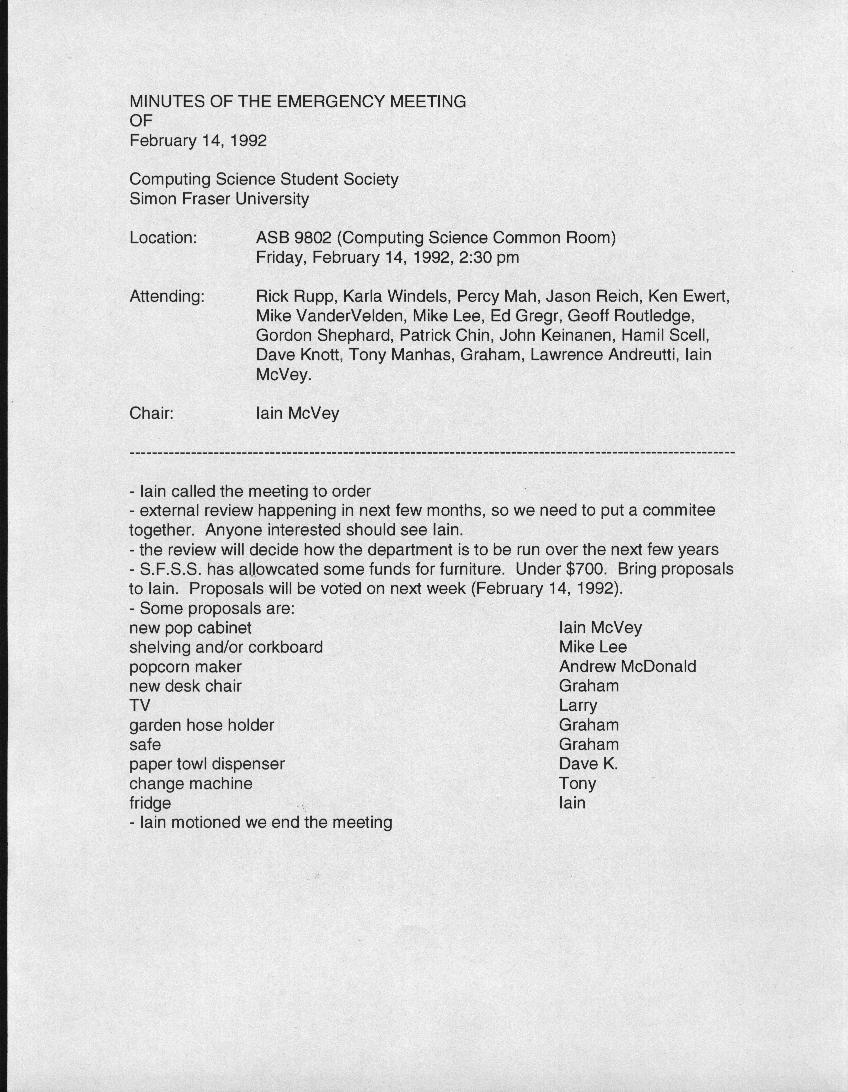 MINUTES OF THE EMERGENCY MEETING
OF
February 14, 1992
Computing Science Student Society
Simon Fraser University
Location: ASB 9802 (Computing Science Common Room)
Friday, February 14, 1992, 2:30 pm
Attending: Rick Rupp, Karla Windels, Percy Mah, Jason Reich, Ken Ewert,
Mike VanderVelden, Mike Lee, Ed Gregr, Geoff Routledge,
Gordon Shephard, Patrick Chin, John Keinanen, Hamil Scell,
Dave Knott, Tony Manhas, Graham, Lawrence Andreutti, Iain
McVey.
Chair: Iain McVey
--------------------------------------------------------------------------------------------------------------
- Iain called the meeting to order
- external review happening in next few months, so we need to put a commitee
together.  Anyone interested should see Iain.
- the review will decide how the department is to be run over the next few years
- S.F.S.S. has allowcated some funds for furniture.  Under $700.  Bring proposals
to Iain.  Proposals will be voted on next week (February 14, 1992).
- Some proposals are:
new pop cabinet Iain McVey
shelving and/or corkboard Mike Lee
popcorn maker Andrew McDonald
new desk chair Graham
TV Larry
garden hose holder Graham
safe Graham
paper towl dispenser Dave K.
change machine Tony
fridge Iain
- Iain motioned we end the meeting